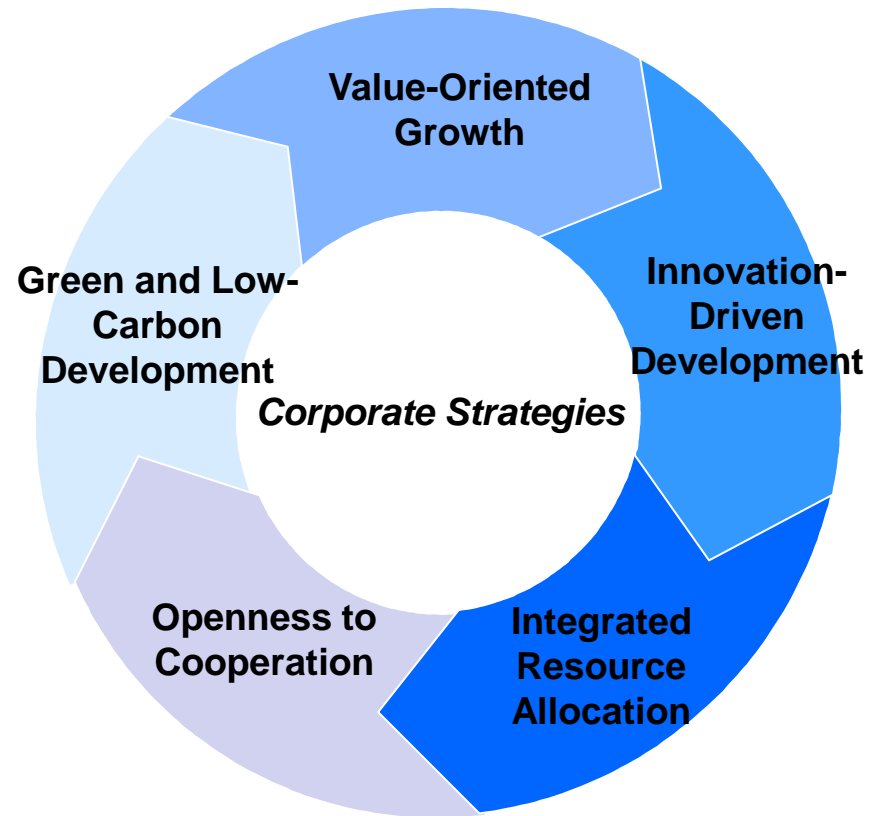 Value-Oriented
Growth
Innovation-
Driven
Development
Green and Low-
Carbon
Development
Corporate Strategies
Openness to
Cooperation
Integrated
Resource
Allocation